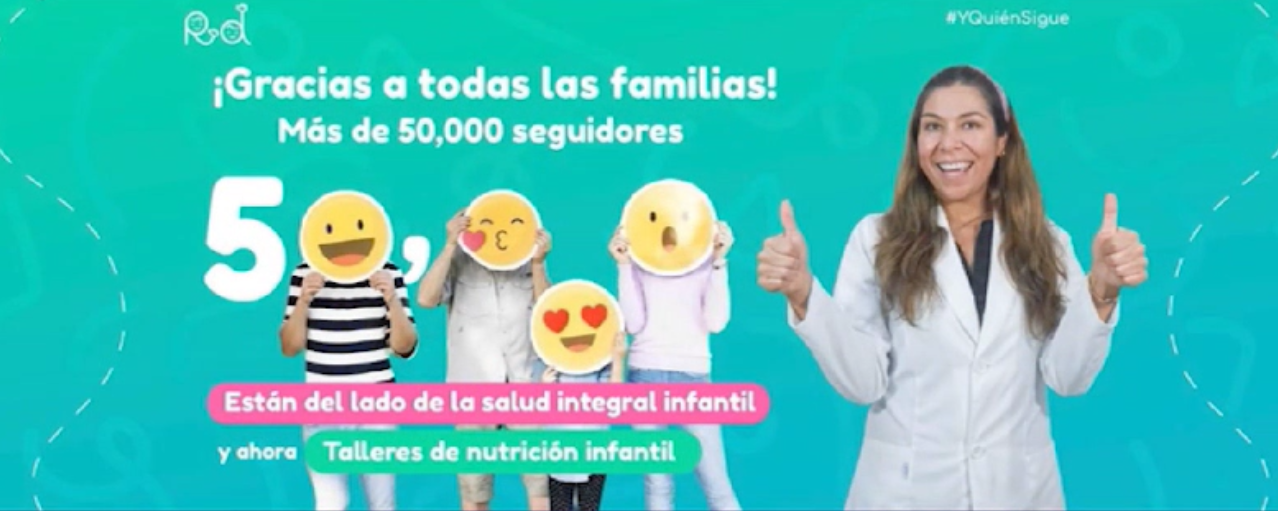 Rd
#YQuiénSigue
¡Gracias a todas las familias!
Más de 50,000 seguidores
5 ,
Están del lado de la salud integral infantil
y ahora Talleres de nutrición infantil